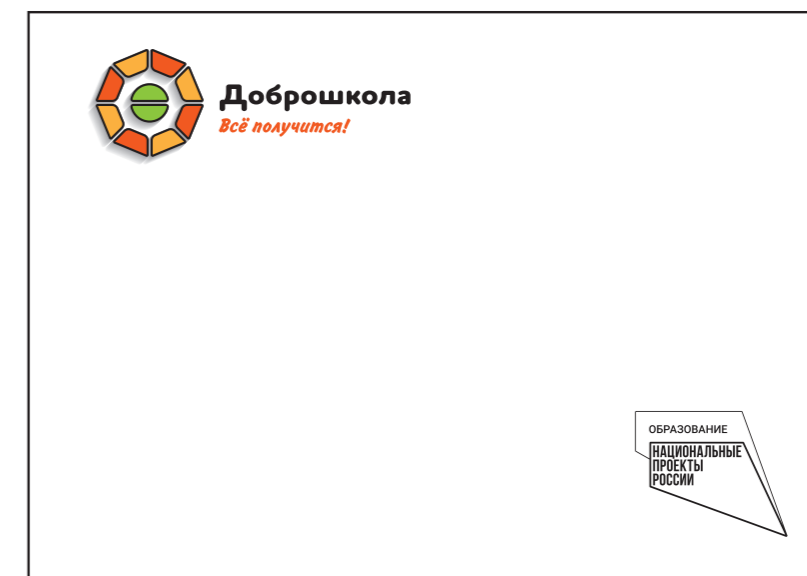 Доброшкола
Всё получится!
ОБРАЗОВАНИЕ
НАЦИОНАЛЬНЫЕ
ПРОЕКТЫ
РОССИИ